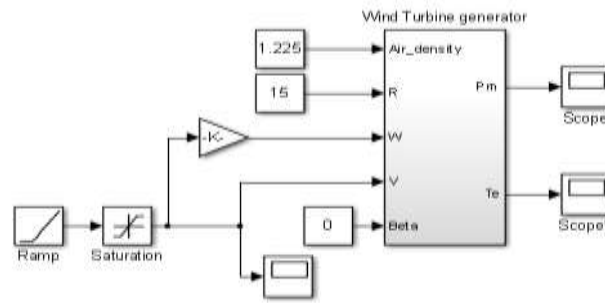 Wind Turbine generator
1.225
Air_density
15
R
Pm
Scope
-K-
W
V
Te
0
Beta
Scope
Ramp
Saturation